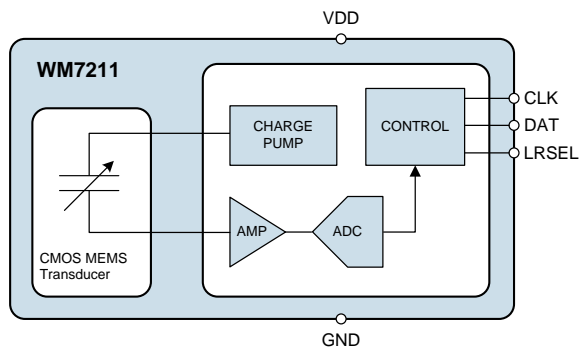 VDD
WM7211
CHARGE
PUMP
CONTROL
CLK
DAT
LRSEL
AMP
ADC
CMOS MEMS
Transducer
GND